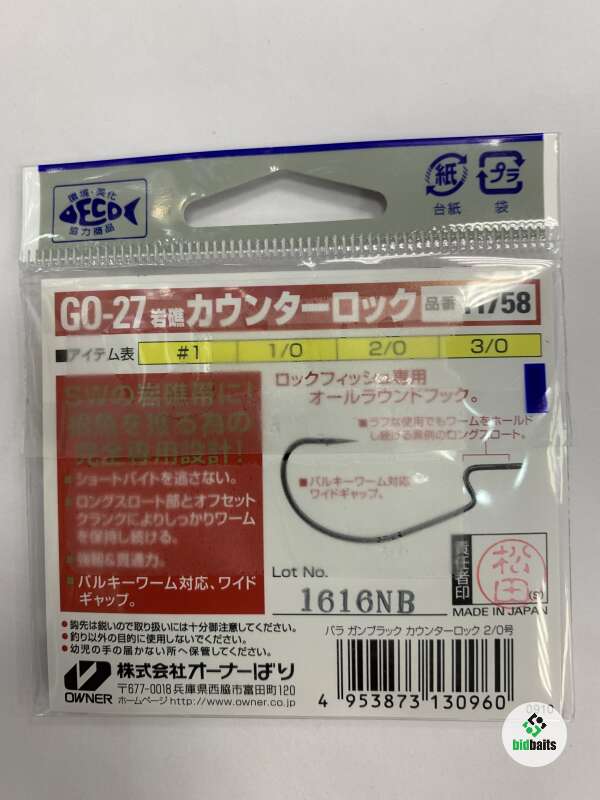 環境・美化
ECO
協力商品
紙
台紙
プラ
袋
GO-27 岩礁 カウンターロック 品番 11758
■アイテム表 #1 1/0 2/0 3/0
SWの岩礁用に!
根魚を獲る為の
完全専用設計!
■ショートバイトを逃さない。
■ロングスロート部とオフセット
クランクによりしっかりワーム
を保持し続ける。
■強靭&貫通力。
■バルキーワーム対応、ワイド
ギャップ。
ロックフィッシュ専用
オールラウンドフック。
■ラフな使用でもワームをホールド
し続ける異例のロングスロート。
■バルキーワーム対応
ワイドギャップ。
Lot No.
1616NB
責任者印
松田
(S)
MADE IN JAPAN
バラ ガンブラック カウンターロック 2/0号
●鈎先は鋭いので取り扱いには十分御注意してください。
●釣り以外の目的に使用しないでください。
●幼児の手の届かない所へ保管してください。
OWNER
株式会社オーナーばり
〒677-0018 兵庫県西脇市富田町120
ホームページ http://www.owner.co.jp
4 953873 130960
0910
bidbaits